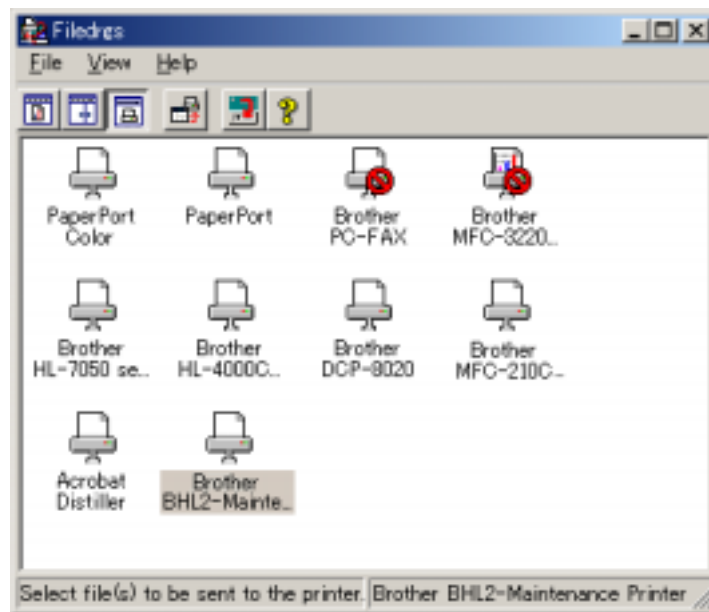 Filedrgs
File View Help
PaperPort
Color
PaperPort
Brother
PC-FAX
Brother
MFC-3220...
Brother
HL-7050 se...
Brother
HL-4000C...
Brother
DCP-8020
Brother
MFC-210C...
Acrobat
Distiller
Brother
BHL2-Mainte...
Select file(s) to be sent to the printer. Brother BHL2-Maintenance Printer